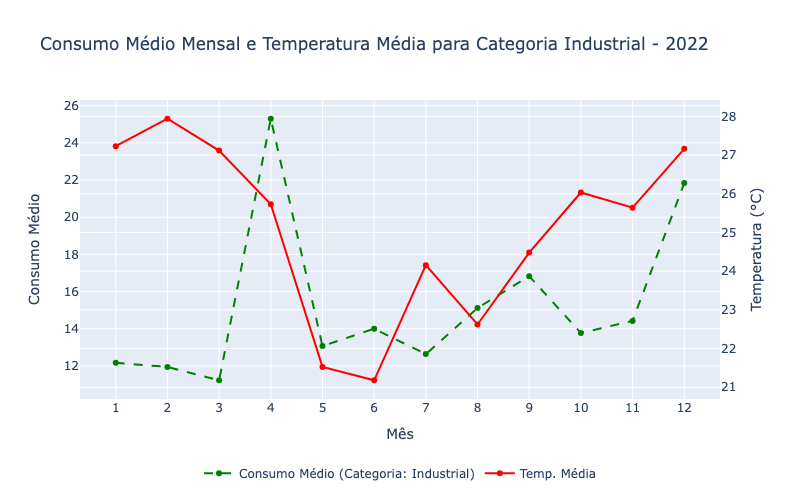 Consumo Médio Mensal e Temperatura Média para Categoria Industrial - 2022
26
24
22
20
18
16
14
12
Consumo Médio
28
27
26
25
24
23
22
21
Temperatura (°C)
1 2 3 4 5 6 7 8 9 10 11 12
Mês
Consumo Médio (Categoria: Industrial) Temp. Média